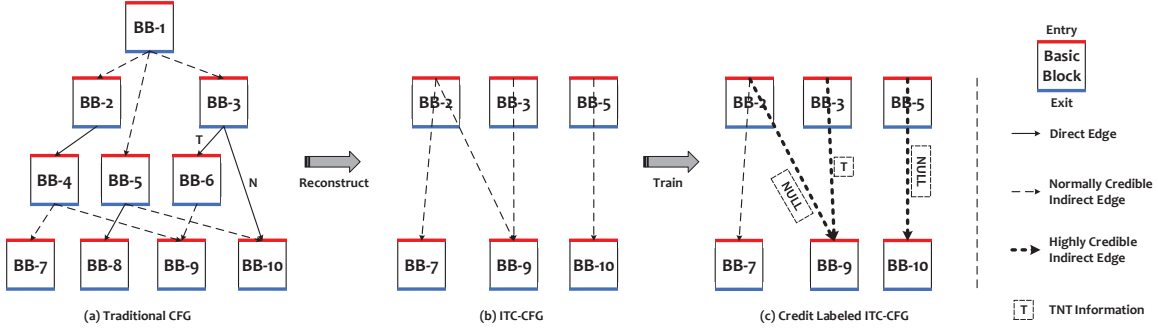 BB-1
BB-2
BB-3
T
BB-4
BB-5
BB-6
N
BB-7
BB-8
BB-9
BB-10
(a) Traditional CFG
Reconstruct
BB-2
BB-3
BB-5
BB-7
BB-9
BB-10
(b) ITC-CFG
Train
BB-2
BB-3
BB-5
NULL
T
NULL
BB-7
BB-9
BB-10
(c) Credit Labeled ITC-CFG
Entry
Basic
Block
Exit
Direct Edge
Normally Credible
Indirect Edge
Highly Credible
Indirect Edge
T
TNT Information